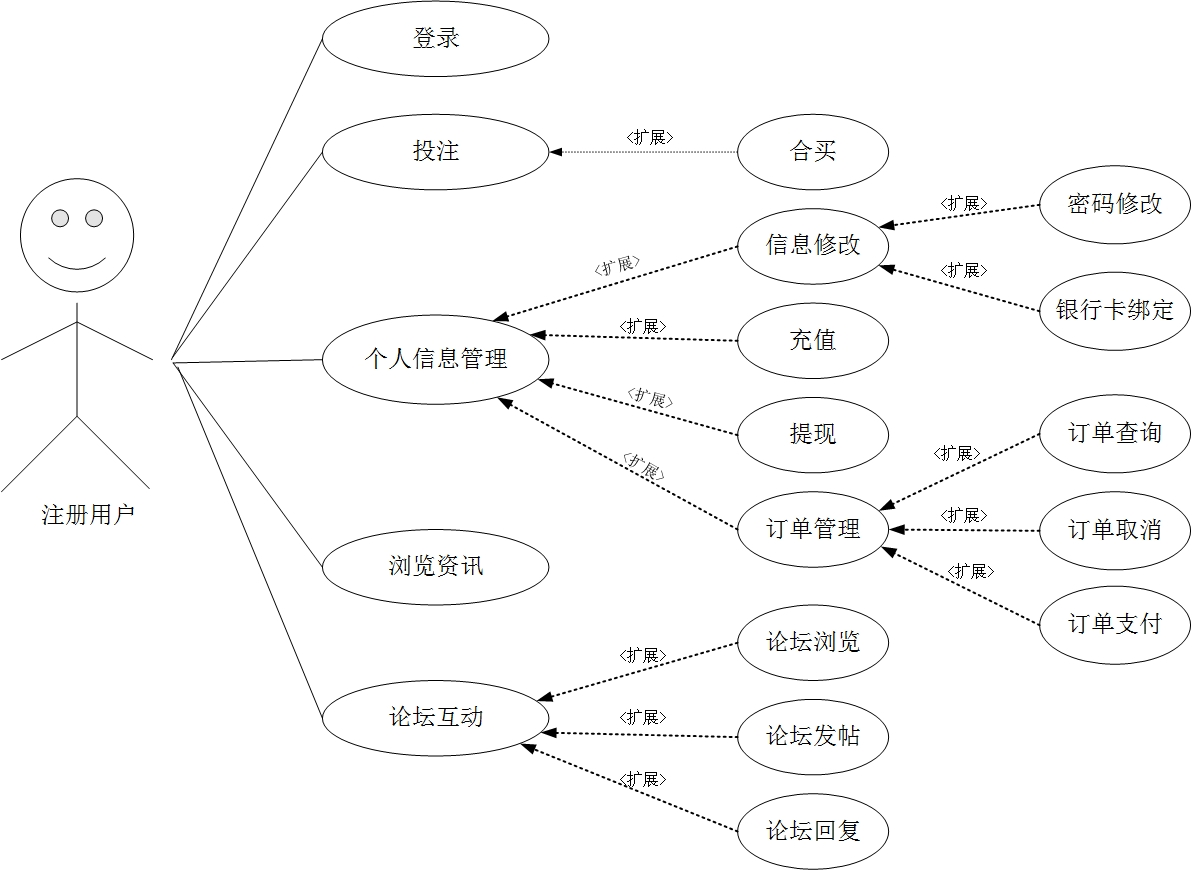 登录
投注
<扩展>
合买
<扩展>
密码修改
信息修改
<扩展>
<扩展>
银行卡绑定
<扩展>
充值
个人信息管理
<扩展>
提现
<扩展>
订单查询
<扩展>
注册用户
订单管理
<扩展>
订单取消
浏览资讯
<扩展>
订单支付
<扩展>
论坛浏览
论坛互动
<扩展>
论坛发帖
<扩展>
论坛回复